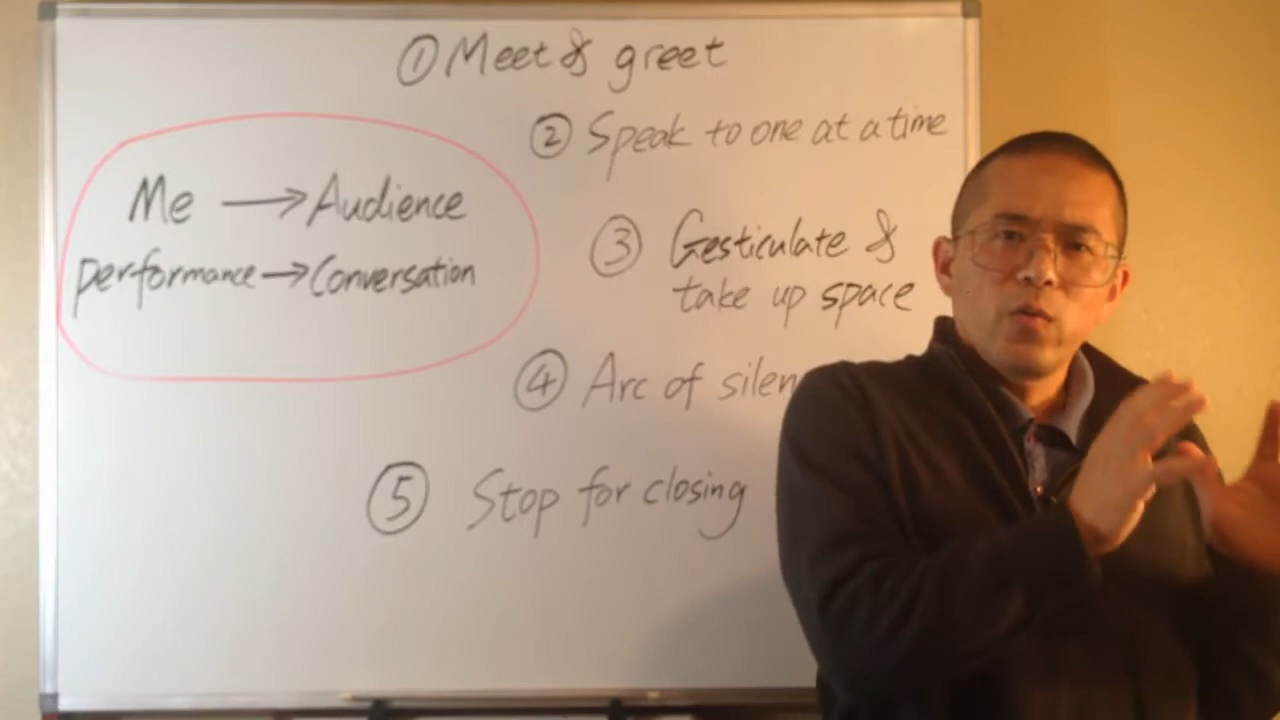 ① Meet & greet
② Speak to one at a time
Me → Audience
performance → Conversation
③ Gesticulate &
take up space
④ Arc of silen
⑤ Stop for closing